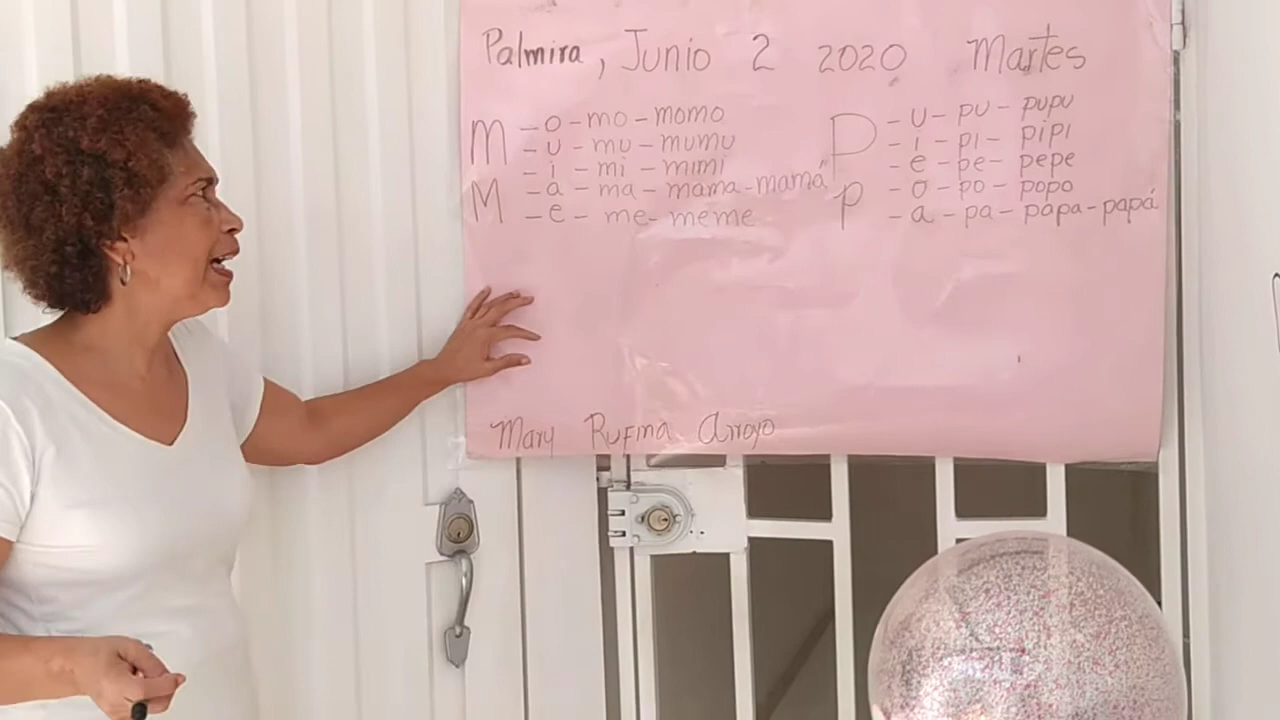 Palmira, Junio 2 2020 Martes
M - o - mo - momo
- u - mu - mumu
- i - mi - mimi
M - a - ma - mama - mamá
- e - me - meme
P - u - pu - pupu
- i - pi - pipi
- e - pe - pepe
p - o - po - popo
- a - pa - papa - papá
Mary Rufina Arroyo